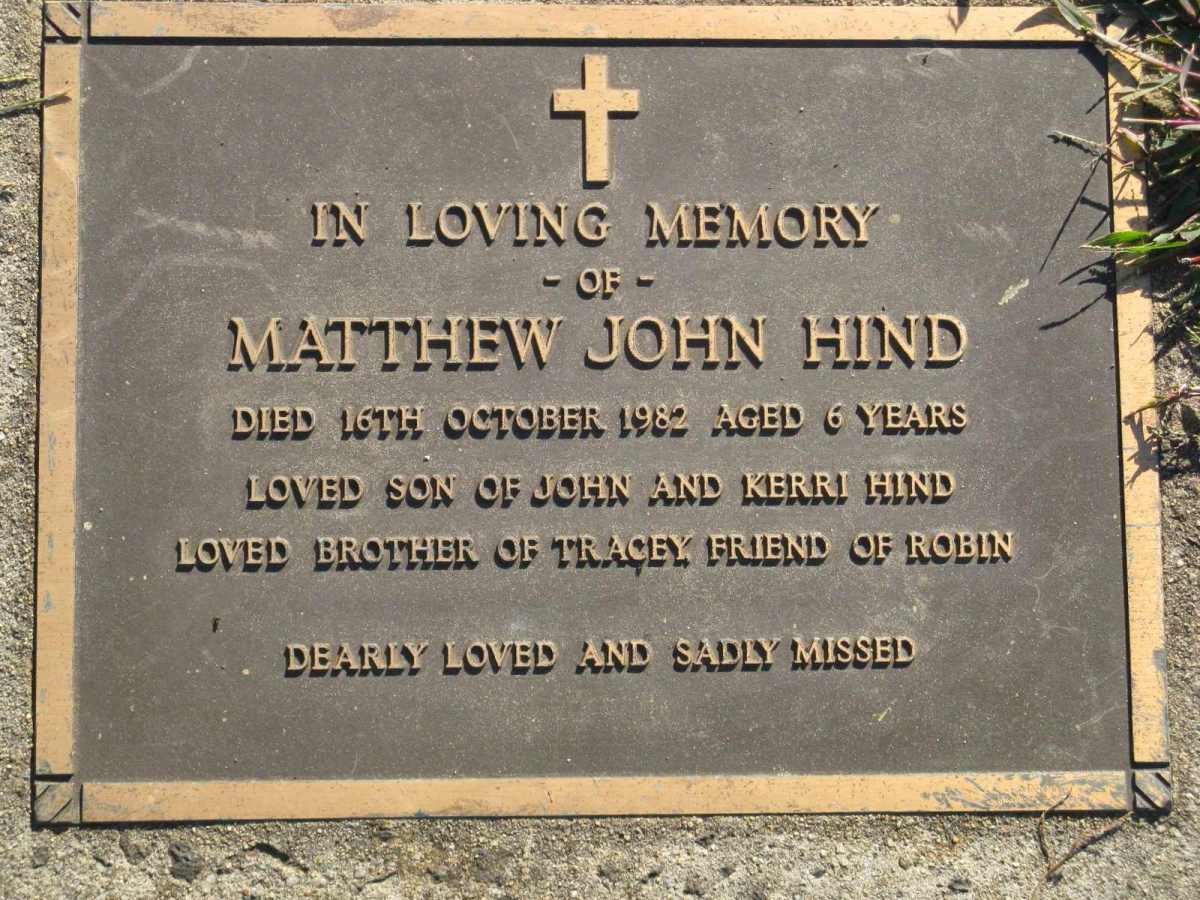 IN LOVING MEMORY
- OF -
MATTHEW JOHN HIND
DIED 16TH OCTOBER 1982 AGED 6 YEARS
LOVED SON OF JOHN AND KERRI HIND
LOVED BROTHER OF TRACEY, FRIEND OF ROBIN
DEARLY LOVED AND SADLY MISSED